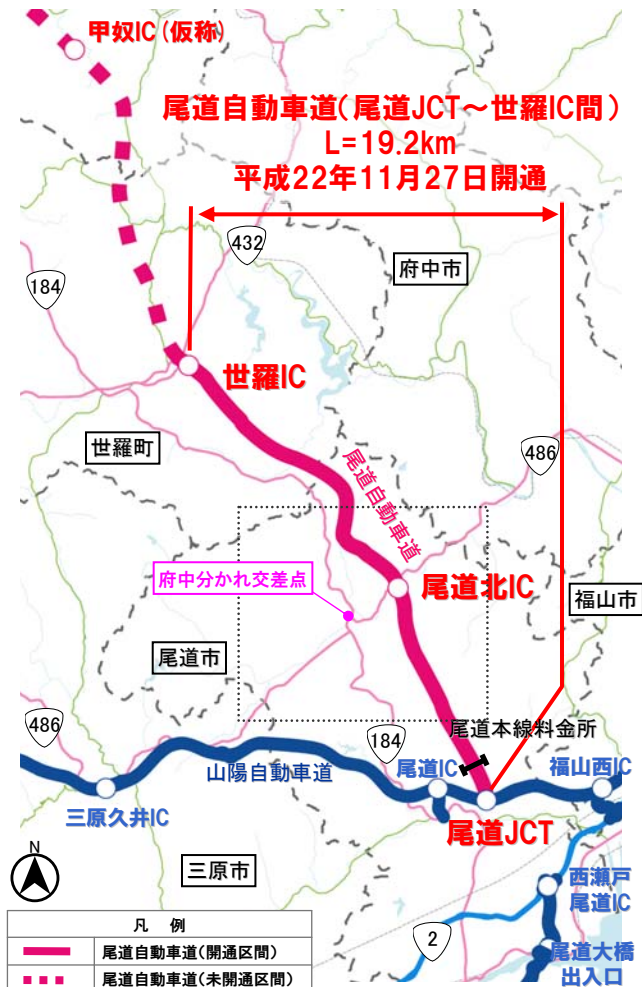 甲奴IC(仮称)
尾道自動車道(尾道JCT～世羅IC間)
L=19.2km
平成22年11月27日開通
432
府中市
184
世羅IC
世羅町
486
尾道自動車道
府中分かれ交差点
尾道北IC
福山市
尾道市
486
184
尾道本線料金所
山陽自動車道
尾道IC
福山西IC
三原久井IC
尾道JCT
N
三原市
西瀬戸
尾道IC
2
尾道大橋
出入口
凡 例
尾道自動車道(開通区間)
尾道自動車道(未開通区間)